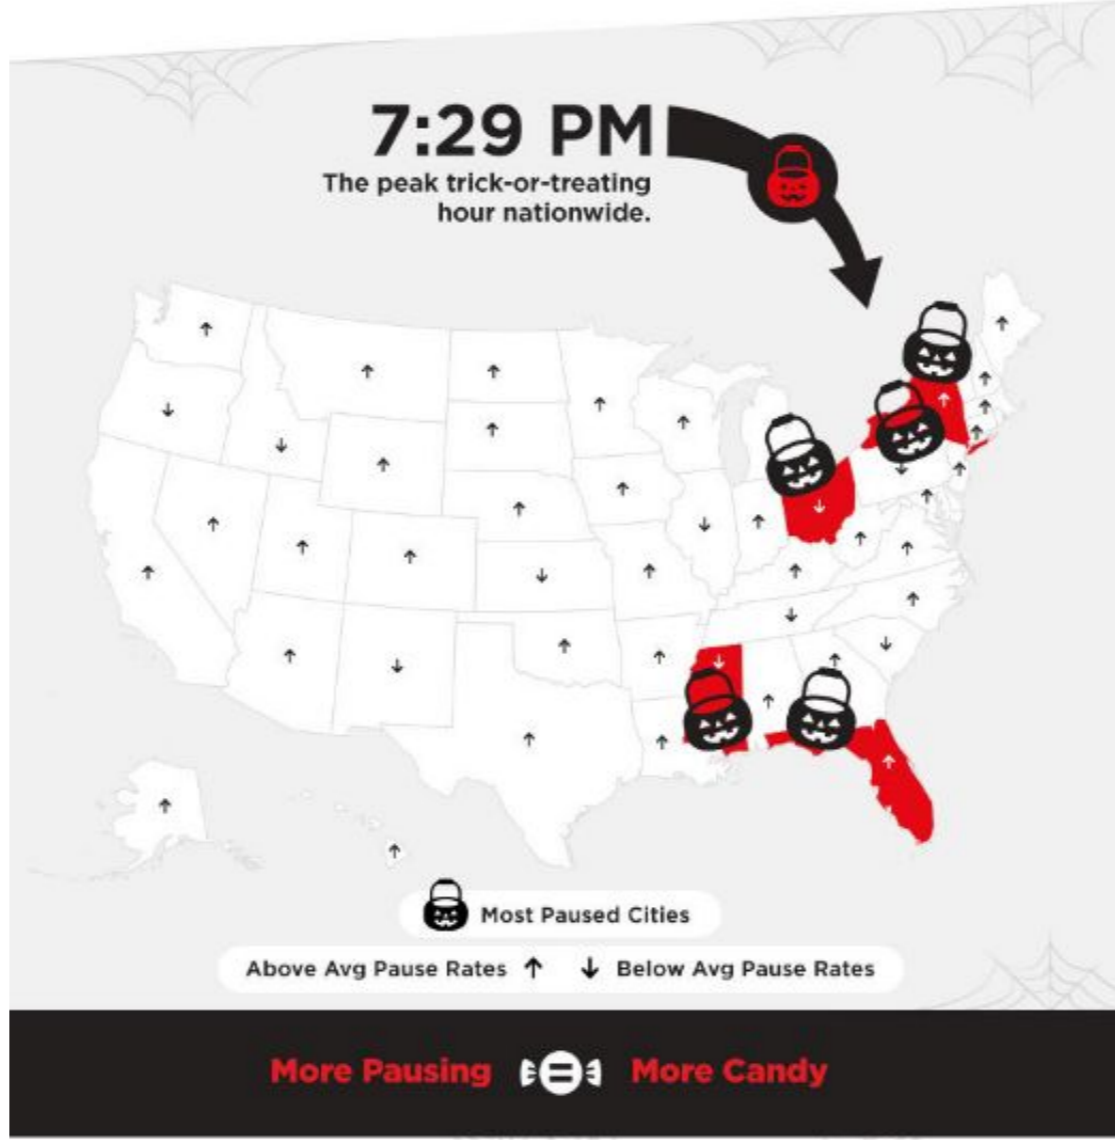 7:29 PM
The peak trick-or-treating
hour nationwide.
Most Paused Cities
Above Avg Pause Rates ↑ ↓ Below Avg Pause Rates
More Pausing = More Candy